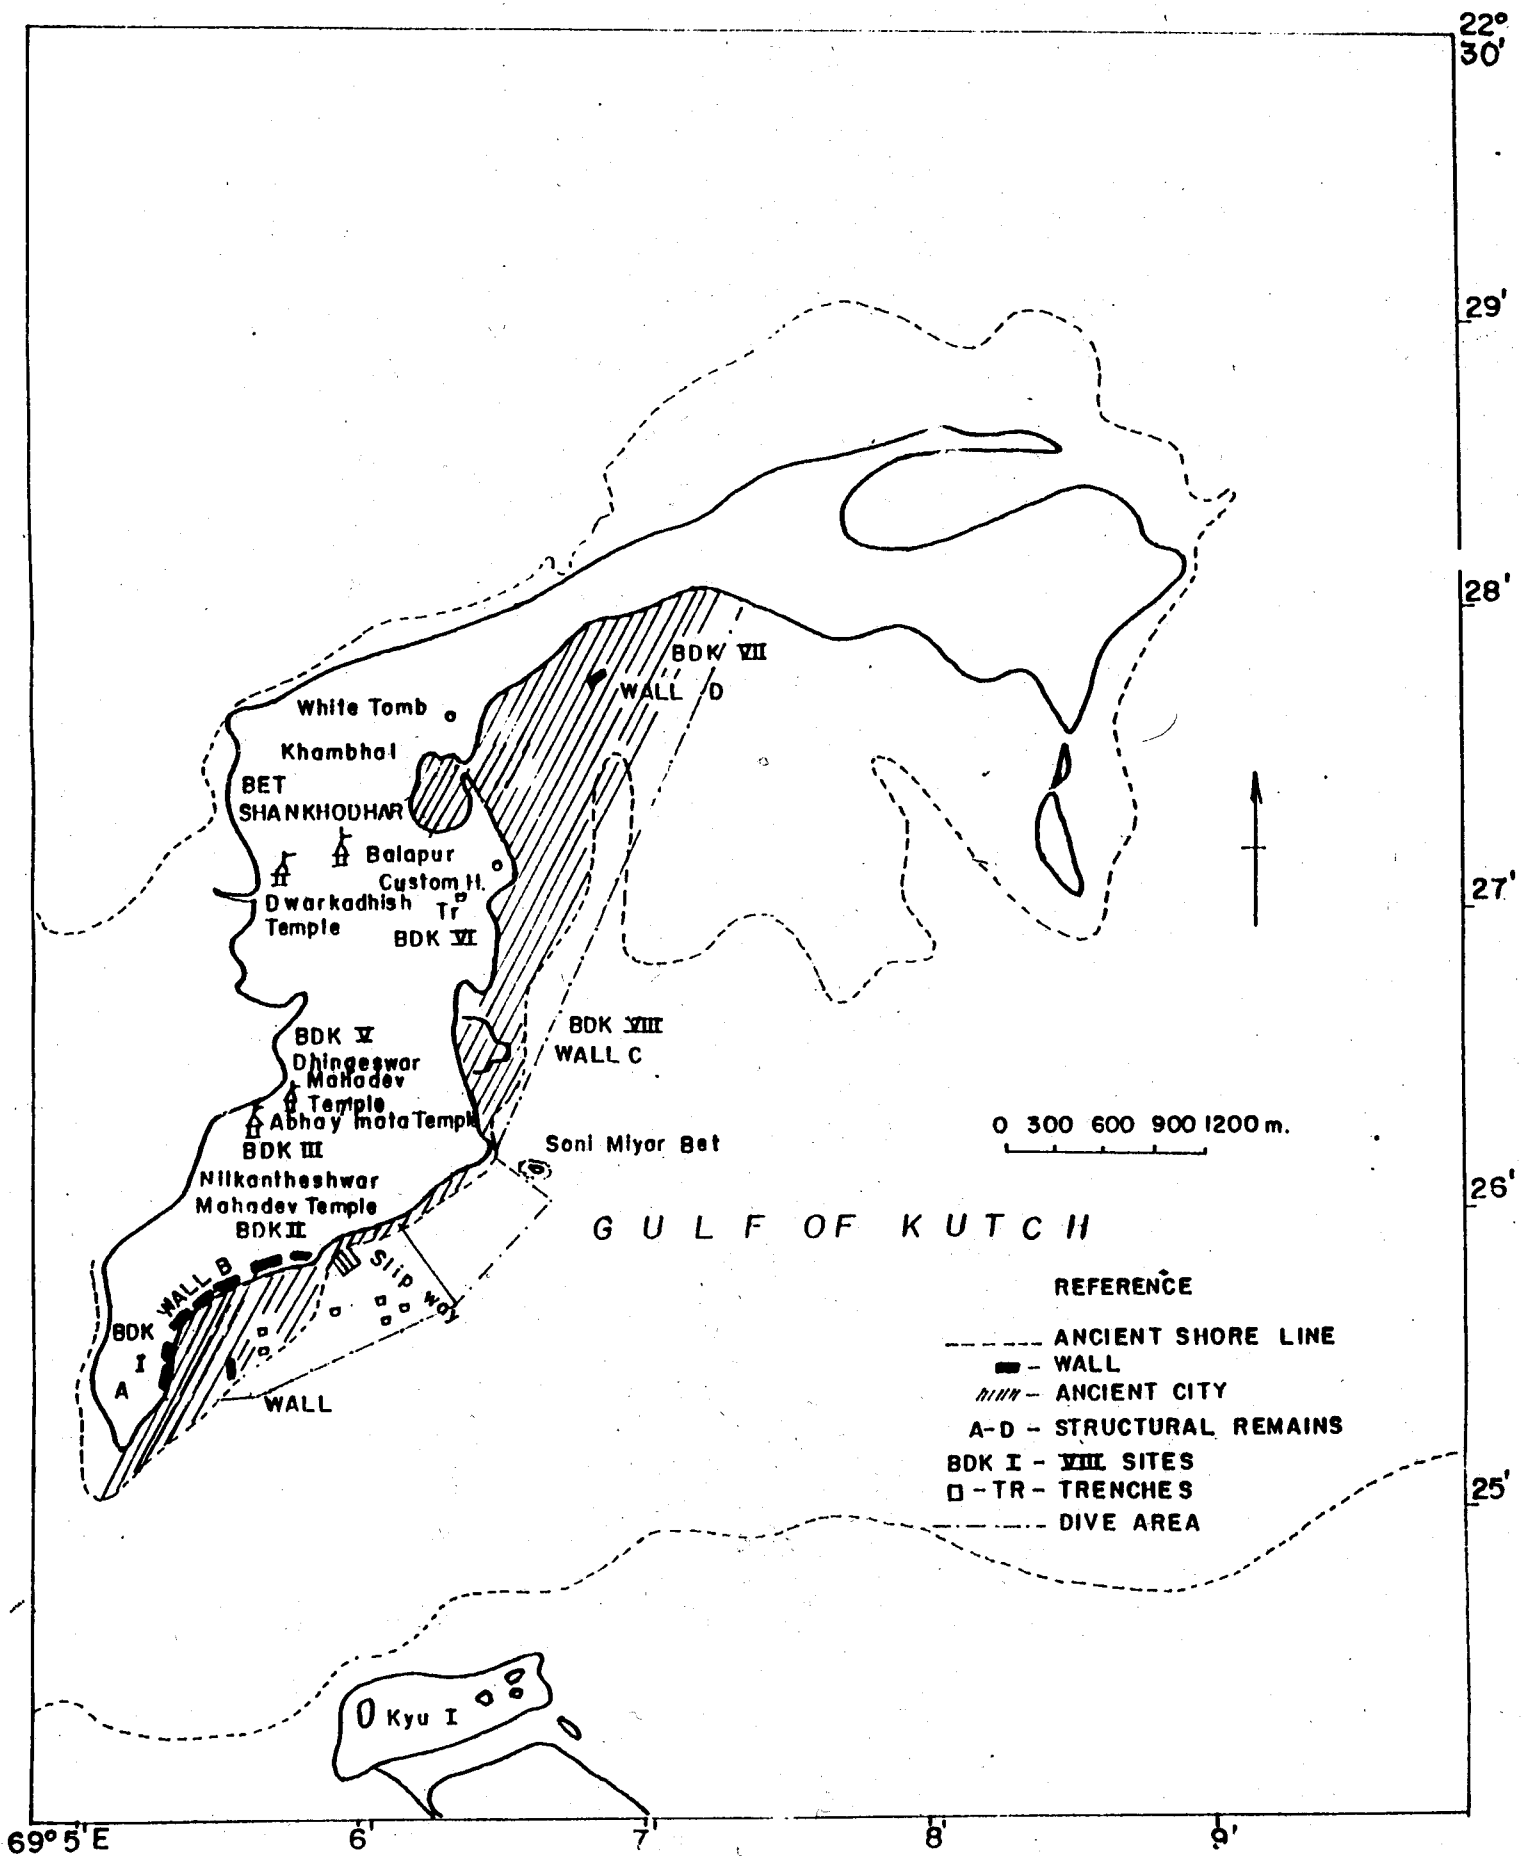 22°
30'
29'
28'
BDK VII
WALL D
White Tomb
Khambhal
BET
SHANKHODHAR
Balapur
Custom H.
27'
Dwarkadhish
Temple
Tr
BDK VI
BDK V
Dhingeswar
Mahadev
Temple
Abhay mata Temple
BDK III
BDK VIII
WALL C
0 300 600 900 1200 m.
Soni Miyar Bet
Nilkantheshwar
Mahadev Temple
BDK II
26'
GULF OF KUTCH
Slip way
WALL B
BDK
I
A
WALL
REFERENCE
ANCIENT SHORE LINE
- WALL
- ANCIENT CITY
A-D - STRUCTURAL REMAINS
BDK I - VIII SITES
- TR - TRENCHES
DIVE AREA
25'
Kyu I
69° 5' E
6'
7'
8'
9'